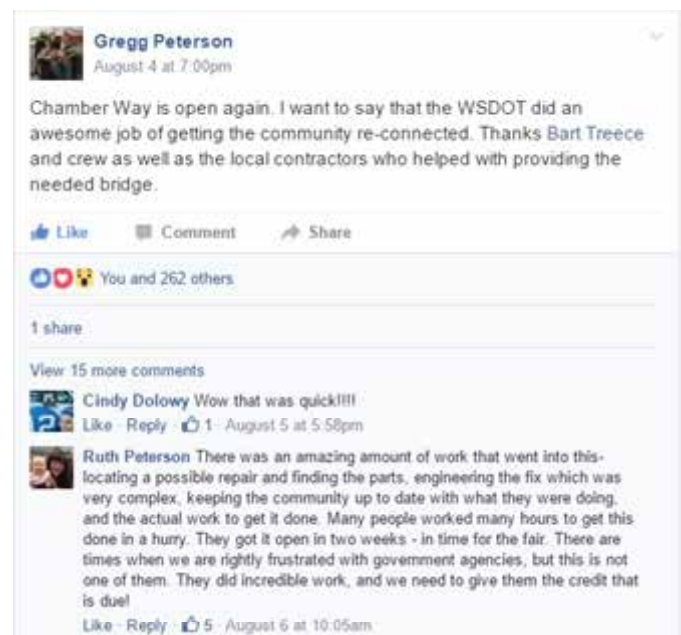 Gregg Peterson
August 4 at 7:00pm
Chamber Way is open again. I want to say that the WSDOT did an
awesome job of getting the community re-connected. Thanks Bart Treece
and crew as well as the local contractors who helped with providing the
needed bridge.
Like Comment Share
You and 262 others
1 share
View 15 more comments
Cindy Dolowy Wow that was quick!!!!
Like · Reply · 1 · August 5 at 5:58pm
Ruth Peterson There was an amazing amount of work that went into this-
locating a possible repair and finding the parts, engineering the fix which was
very complex, keeping the community up to date with what they were doing,
and the actual work to get it done. Many people worked many hours to get this
done in a hurry. They got it open in two weeks - in time for the fair. There are
times when we are rightly frustrated with government agencies, but this is not
one of them. They did incredible work, and we need to give them the credit that
is due!
Like · Reply · 5 · August 6 at 10:05am